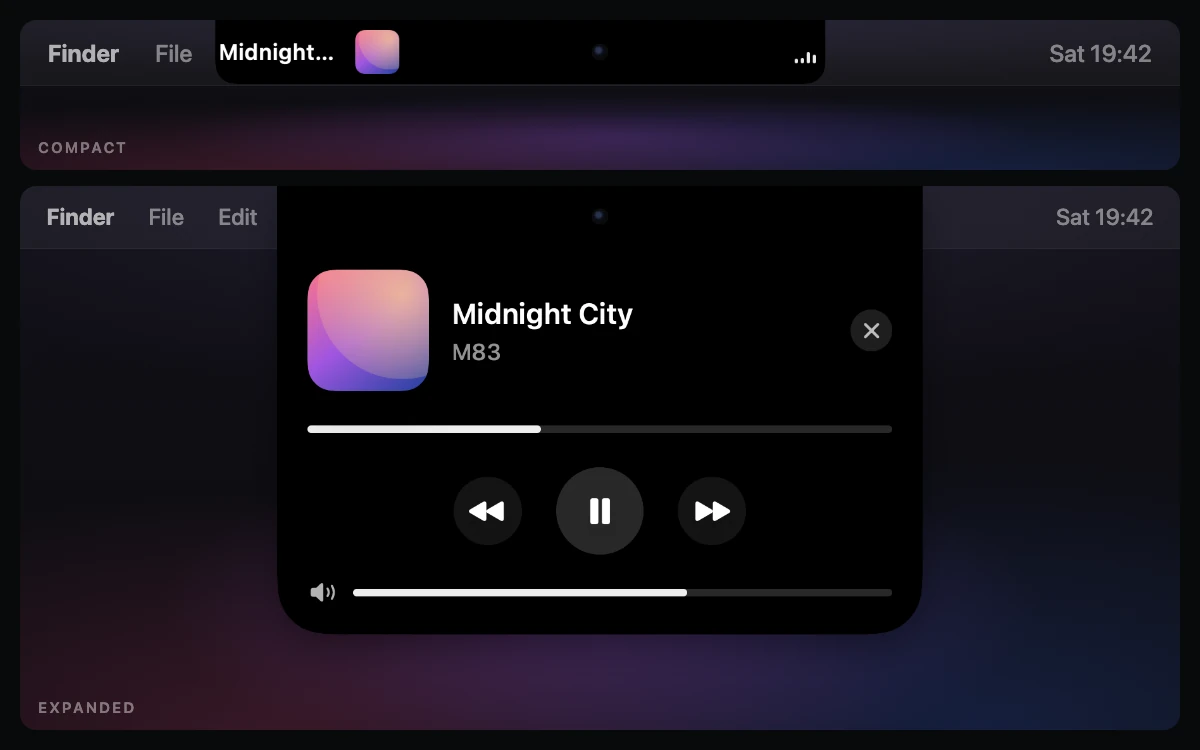 Finder File Midnight... Sat 19:42
COMPACT
Finder File Edit Sat 19:42
Midnight City
M83
EXPANDED